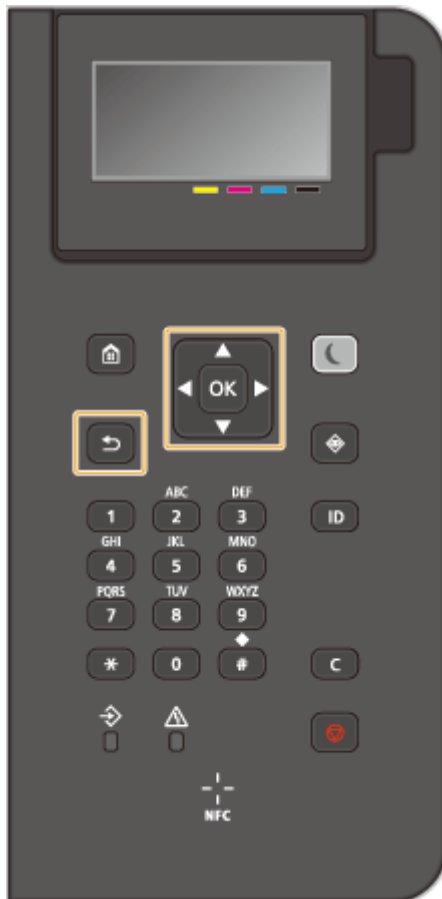 OK
ABC DEF
1 2 3 ID
GHI JKL MNO
4 5 6
PQRS TUV WXYZ
7 8 9
* 0 # C
NFC